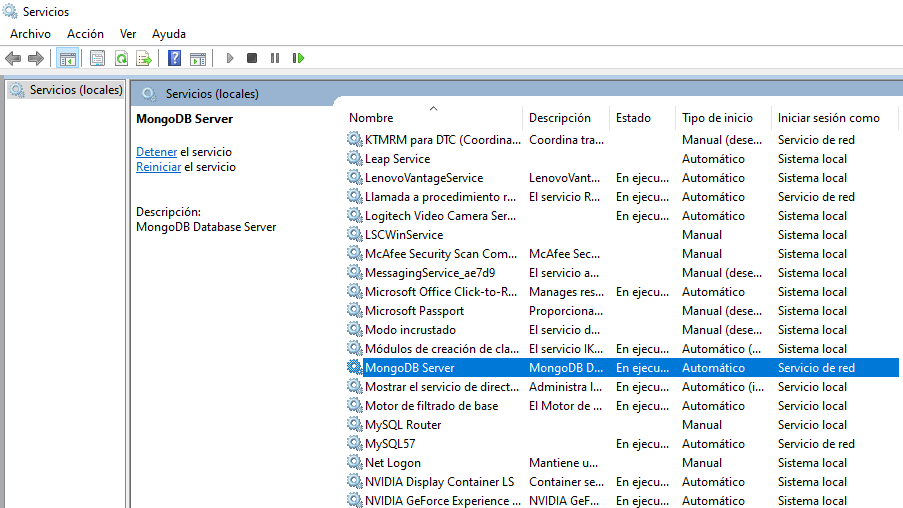 Servicios
Archivo Acción Ver Ayuda
Servicios (locales)
Servicios (locales)
MongoDB Server
Detener el servicio
Reiniciar el servicio
Descripción:
MongoDB Database Server
Nombre Descripción Estado Tipo de inicio Iniciar sesión como
KTMRM para DTC (Coordina... Coordina tra... Manual (dese... Servicio de red
Leap Service Automático Sistema local
LenovoVantageService LenovoVant... En ejecu... Automático Sistema local
Llamada a procedimiento r... El servicio R... En ejecu... Automático Servicio de red
Logitech Video Camera Ser... En ejecu... Automático Sistema local
LSCWinService Manual Sistema local
McAfee Security Scan Com... McAfee Sec... Manual Sistema local
MessagingService_ae7d9 El servicio a... Manual (dese... Sistema local
Microsoft Office Click-to-R... Manages res... En ejecu... Automático Sistema local
Microsoft Passport Proporciona... Manual (dese... Sistema local
Modo incrustado El servicio d... Manual (dese... Sistema local
Módulos de creación de cla... El servicio IK... En ejecu... Automático (... Sistema local
MongoDB Server MongoDB D... En ejecu... Automático Servicio de red
Mostrar el servicio de direct... Administra l... En ejecu... Automático (i... Servicio local
Motor de filtrado de base El Motor de ... En ejecu... Automático Servicio local
MySQL Router Manual Servicio local
MySQL57 En ejecu... Automático Servicio de red
Net Logon Mantiene u... Manual Sistema local
NVIDIA Display Container LS Container se... En ejecu... Automático Sistema local
NVIDIA GeForce Experience ... NVIDIA GeF... En ejecu... Automático Sistema local